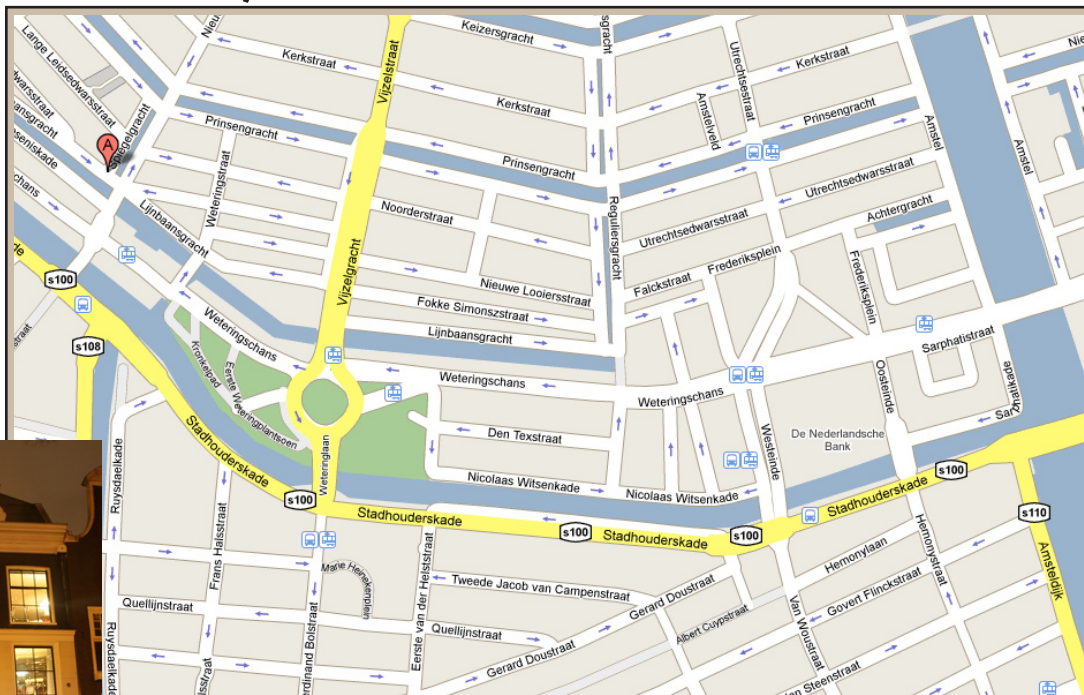 Keizersgracht
Kerkstraat
Kerkstraat
Kerkstraat
Lange Leidsedwarsstraat
Vijzelstraat
Utrechtsestraat
Amstelveld
Amstel
Amstel
A
Spiegelgracht
Prinsengracht
Prinsengracht
Prinsengracht
Weteringstraat
Lijnbaansgracht
Noorderstraat
Reguliersgracht
Utrechtsedwarsstraat
Utrechtsedwarsstraat
Achtergracht
Frederiksplein
Frederiksplein
Falckstraat
Vijzelgracht
Nieuwe Looiersstraat
Fokke Simonszstraat
Lijnbaansgracht
s100
s108
Weteringschans
Weteringschans
Weteringschans
Kronkelpad
Eerste Weteringplantsoen
Sarphatistraat
Oosteinde
Westeinde
De Nederlandsche
Bank
Den Texstraat
Nicolaas Witsenkade
Nicolaas Witsenkade
Weteringlaan
Stadhouderskade
s100
Stadhouderskade
s100
Stadhouderskade
s100
Stadhouderskade
s100
s110
Amsteldijk
Ruysdaelkade
Ruysdaelkade
Frans Halsstraat
Marie Heinekenplein
Quellijnstraat
Quellijnstraat
Eerste van der Helststraat
Tweede Jacob van Campenstraat
Gerard Doustraat
Gerard Doustraat
Albert Cuypstraat
Van Woustraat
Hemonylaan
Hemonystraat
Govert Flinckstraat